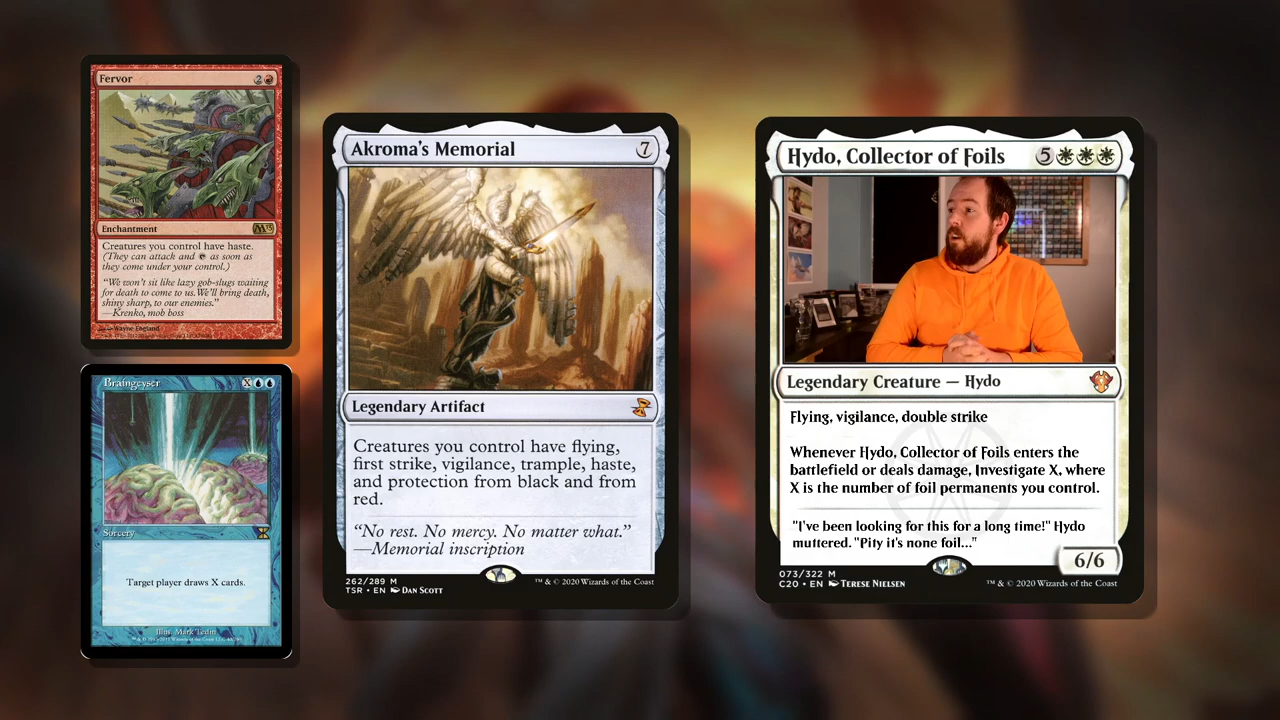 Fervor 2
Enchantment M13
Creatures you control have haste.
(They can attack and as soon as
they come under your control.)
"We won't sit like lazy gob-slugs waiting
for death to come to us. We'll bring death,
shiny sharp, to our enemies."
—Krenko, mob boss
Wayne England
Braingeyser X
Sorcery
Target player draws X cards.
Illus. Mark Tedin
Akroma's Memorial 7
Legendary Artifact
Creatures you control have flying,
first strike, vigilance, trample, haste,
and protection from black and from
red.
"No rest. No mercy. No matter what."
—Memorial inscription
262/289 M
TSR • EN DAN SCOTT
™ & © 2020 Wizards of the Coast
Hydo, Collector of Foils 5
Legendary Creature — Hydo
Flying, vigilance, double strike
Whenever Hydo, Collector of Foils enters the
battlefield or deals damage, Investigate X, where
X is the number of foil permanents you control.
"I've been looking for this for a long time!" Hydo
muttered. "Pity it's none foil..."
6/6
073/322 M
C20 • EN TERESE NIELSEN
™ & © 2020 Wizards of the Coast